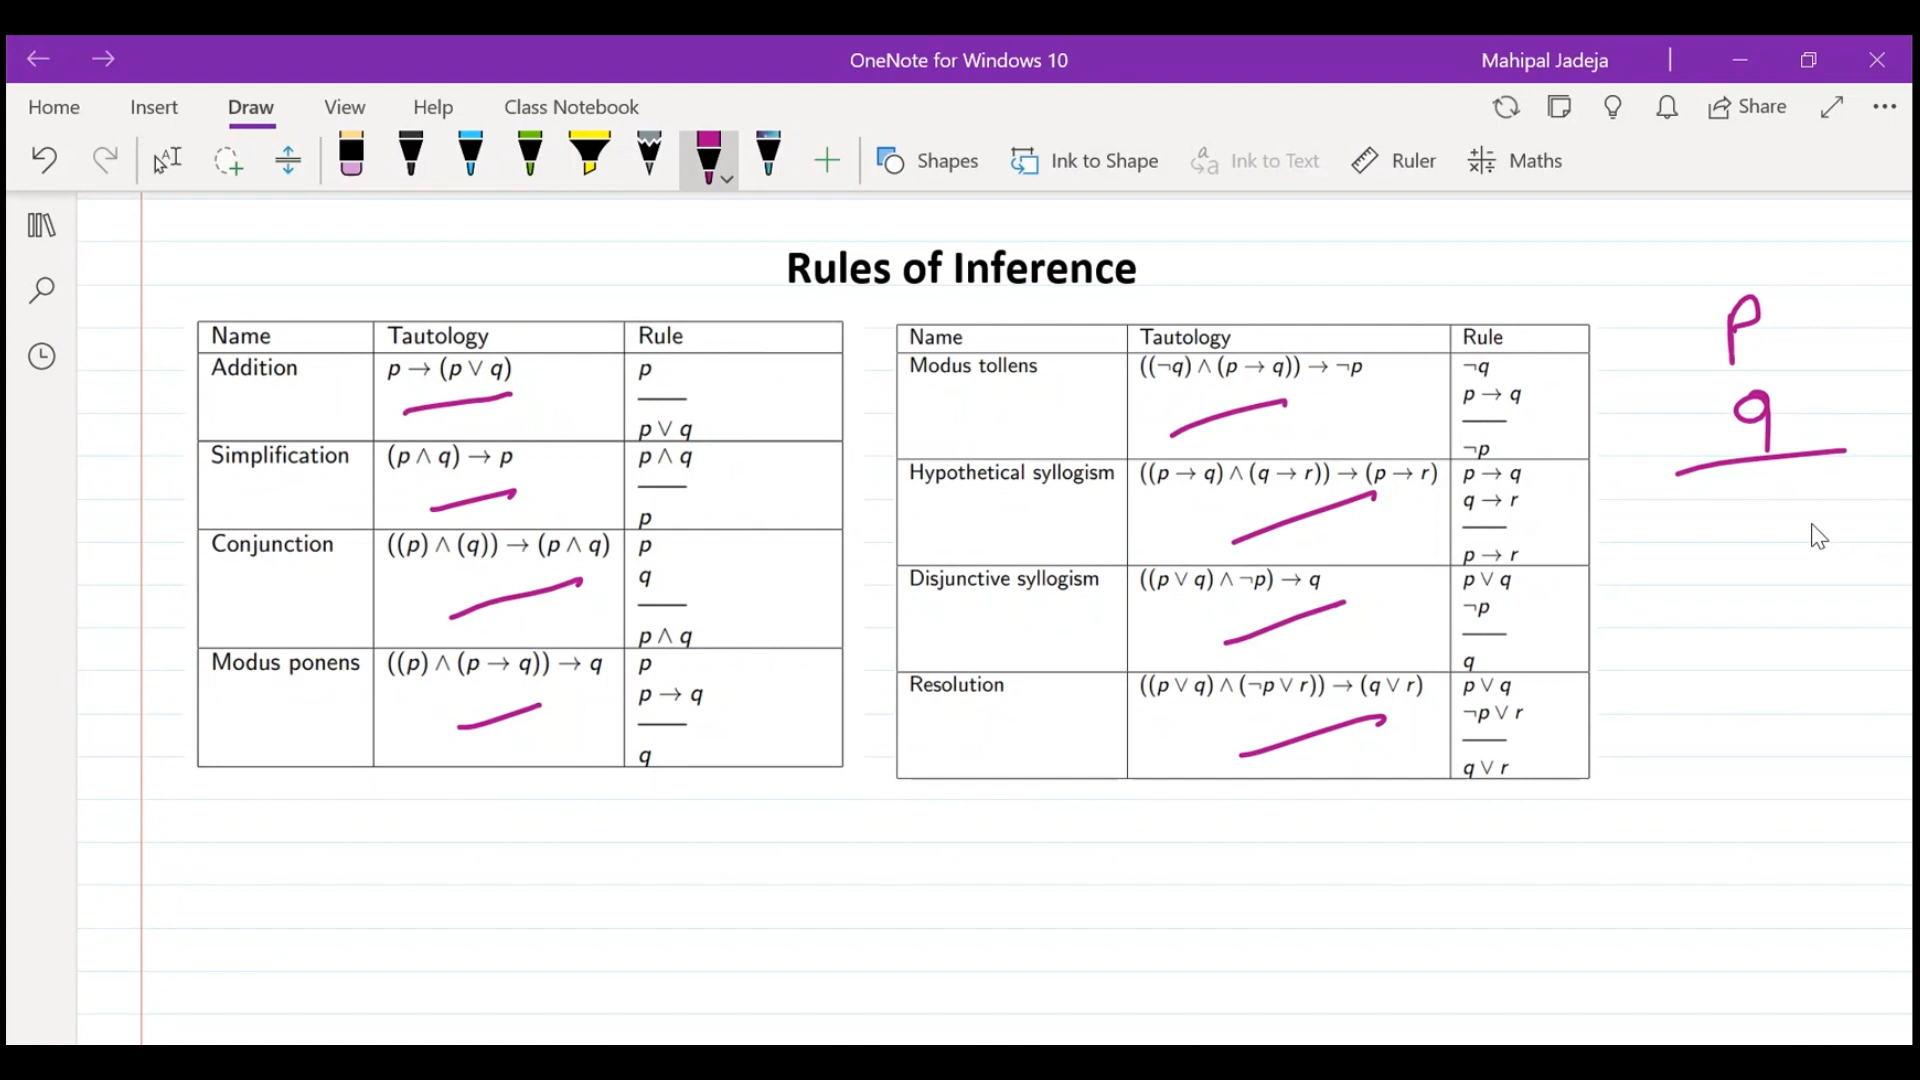 OneNote for Windows 10
Mahipal Jadeja
Home Insert Draw View Help Class Notebook
Share
Shapes Ink to Shape Ink to Text Ruler Maths
Rules of Inference
Name Tautology Rule
Addition p → (p ∨ q) p
p ∨ q
Simplification (p ∧ q) → p p ∧ q
p
Conjunction ((p) ∧ (q)) → (p ∧ q) p
q
p ∧ q
Modus ponens ((p) ∧ (p → q)) → q p
p → q
q
Name Tautology Rule
Modus tollens ((¬q) ∧ (p → q)) → ¬p ¬q
p → q
¬p
Hypothetical syllogism ((p → q) ∧ (q → r)) → (p → r) p → q
q → r
p → r
Disjunctive syllogism ((p ∨ q) ∧ ¬p) → q p ∨ q
¬p
q
Resolution ((p ∨ q) ∧ (¬p ∨ r)) → (q ∨ r) p ∨ q
¬p ∨ r
q ∨ r
p
q